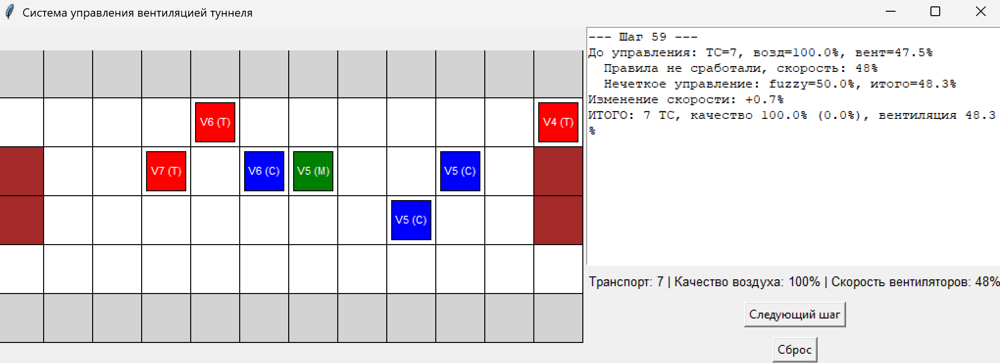 Система управления вентиляцией туннеля
V6 (T)
V4 (T)
V7 (T)
V6 (C)
V5 (M)
V5 (C)
V5 (C)
--- Шаг 59 ---
До управления: ТС=7, возд=100.0%, вент=47.5%
Правила не сработали, скорость: 48%
Нечеткое управление: fuzzy=50.0%, итого=48.3%
Изменение скорости: +0.7%
ИТОГО: 7 ТС, качество 100.0% (0.0%), вентиляция 48.3
%
Транспорт: 7 | Качество воздуха: 100% | Скорость вентиляторов: 48%
Следующий шаг
Сброс